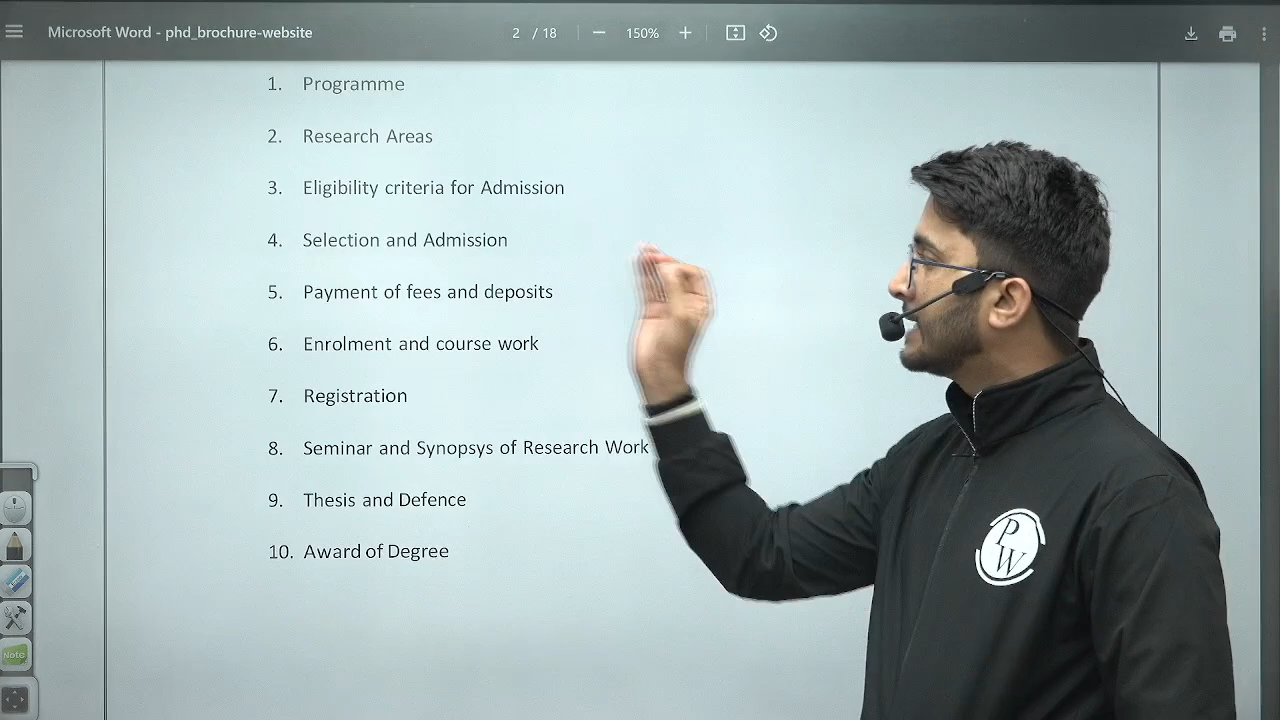 Microsoft Word - phd_brochure-website
2 / 18
150%
1. Programme
2. Research Areas
3. Eligibility criteria for Admission
4. Selection and Admission
5. Payment of fees and deposits
6. Enrolment and course work
7. Registration
8. Seminar and Synopsys of Research Work
9. Thesis and Defence
10. Award of Degree
Note
P
W